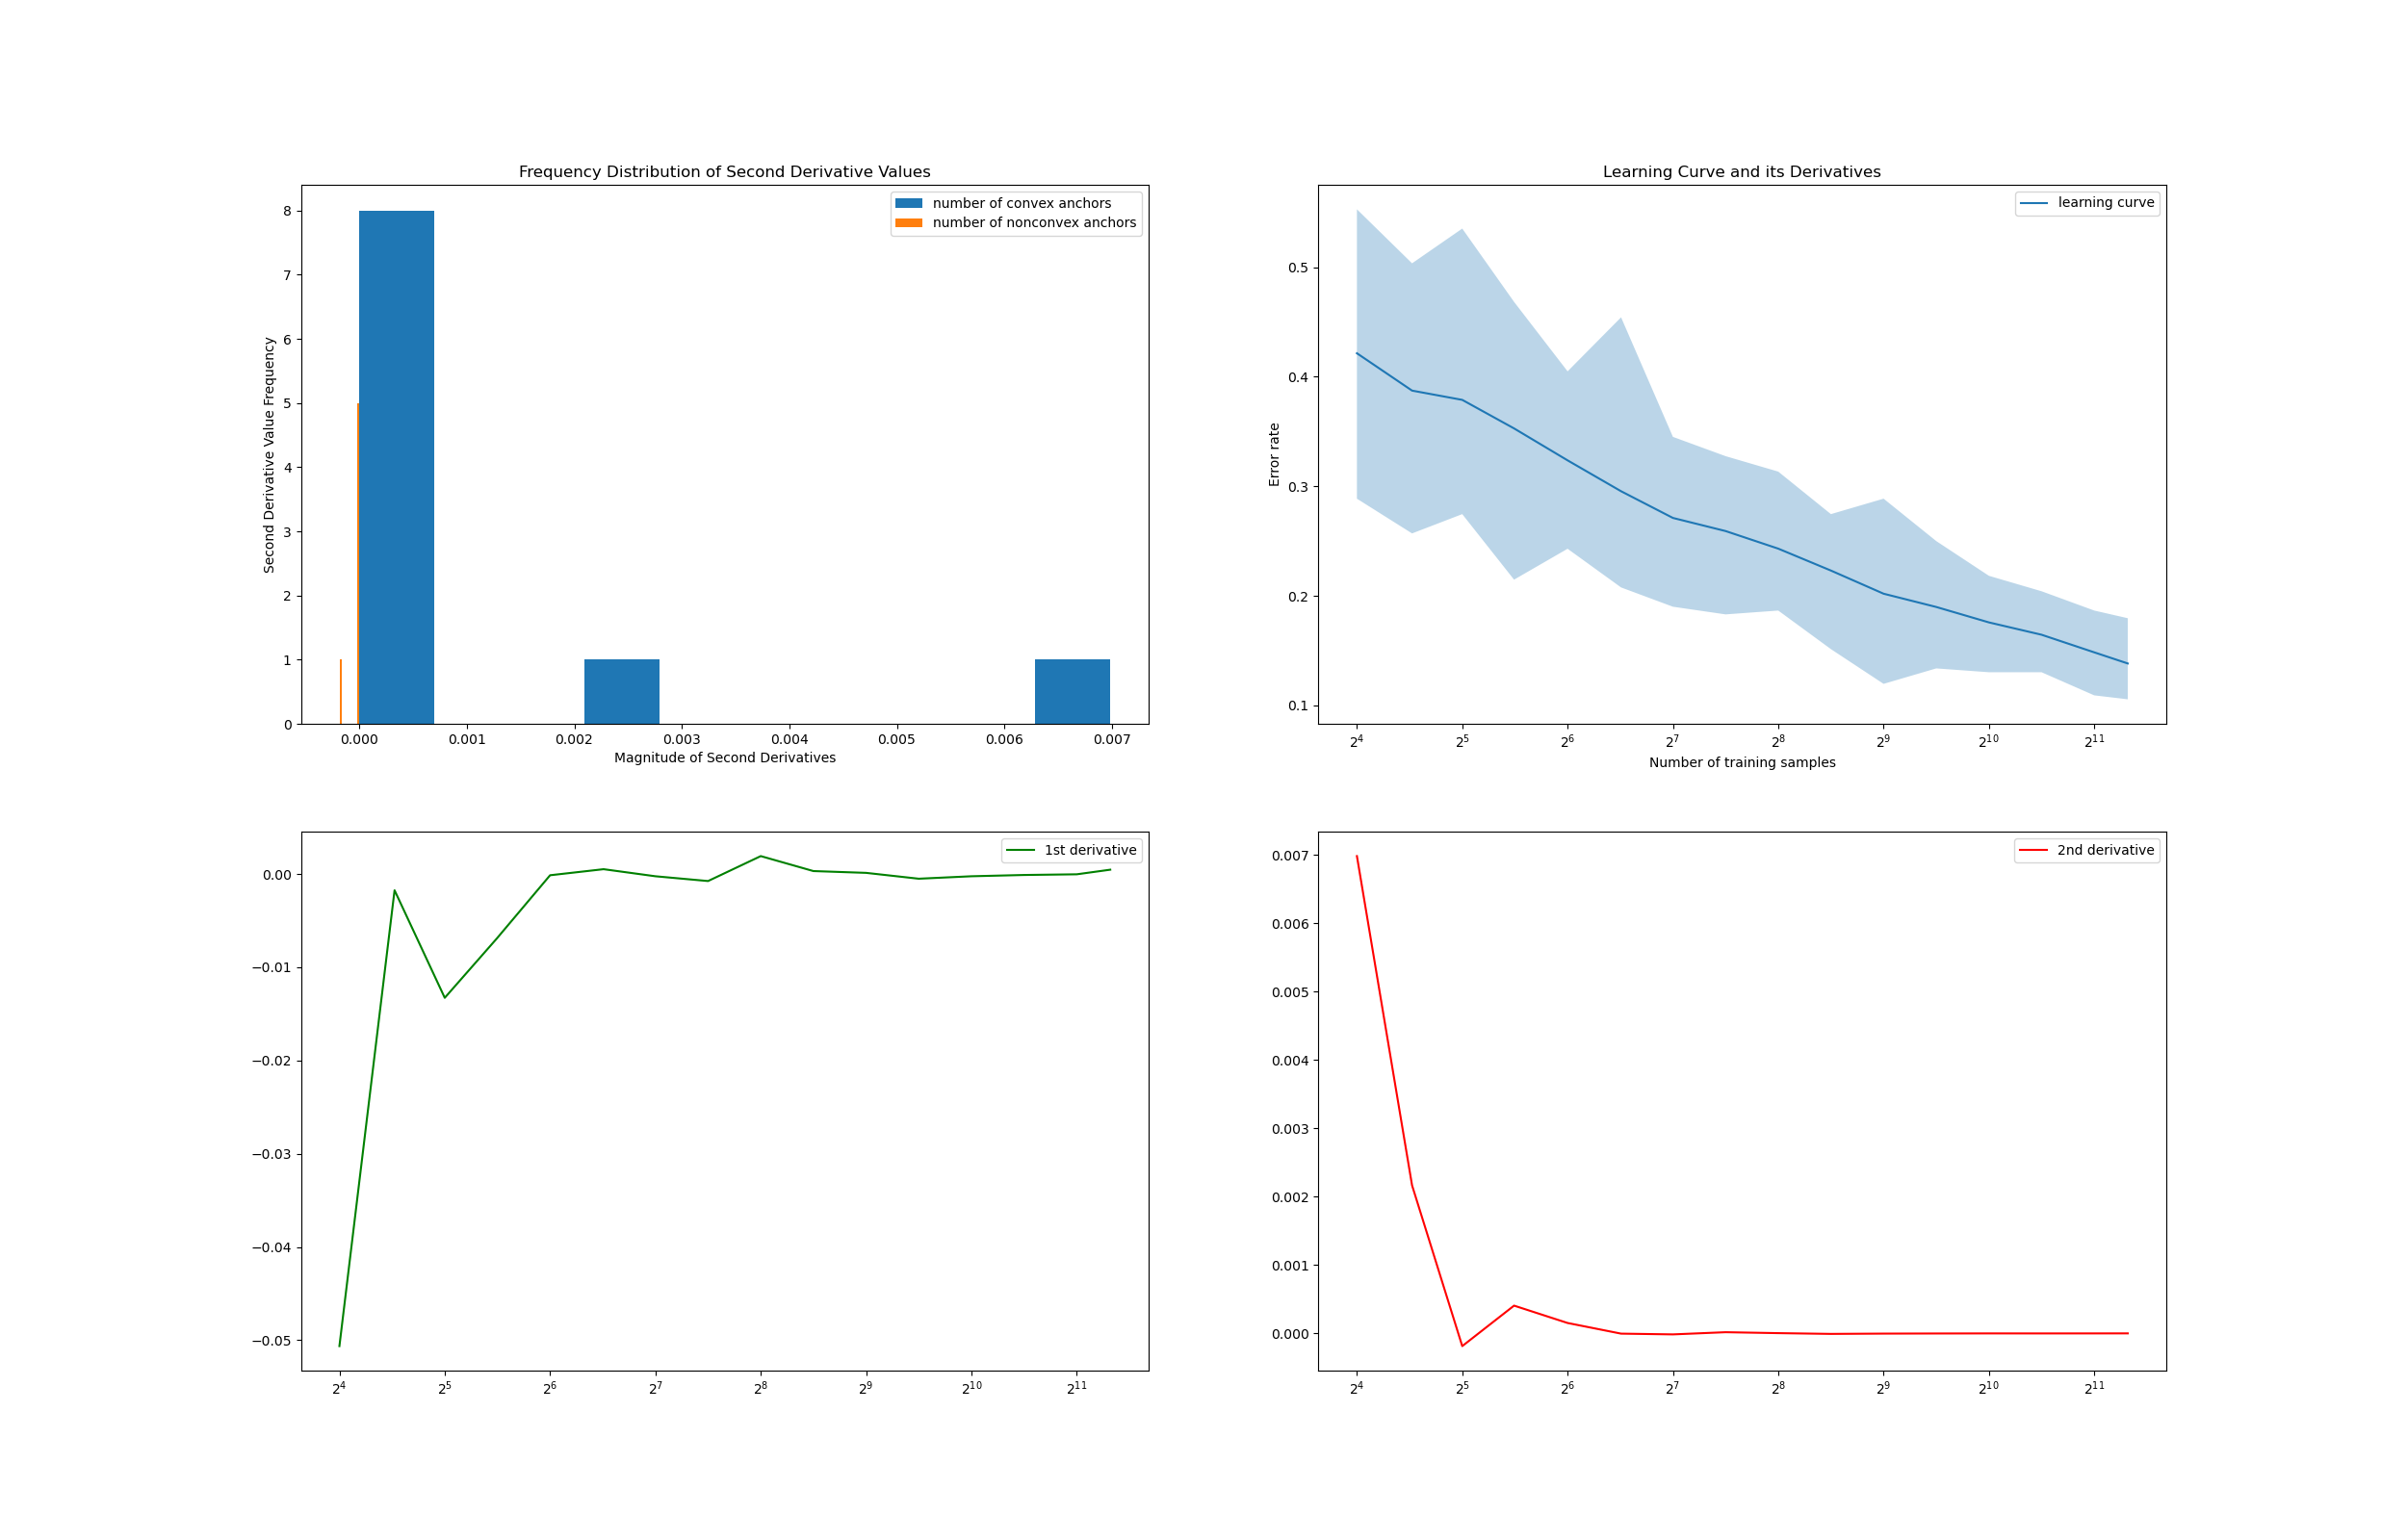 Frequency Distribution of Second Derivative Values
number of convex anchors
number of nonconvex anchors
Second Derivative Value Frequency
8
7
6
5
4
3
2
1
0
0.000 0.001 0.002 0.003 0.004 0.005 0.006 0.007
Magnitude of Second Derivatives
Learning Curve and its Derivatives
learning curve
Error rate
0.5
0.4
0.3
0.2
0.1
2⁴ 2⁵ 2⁶ 2⁷ 2⁸ 2⁹ 2¹⁰ 2¹¹
Number of training samples
1st derivative
0.00
−0.01
−0.02
−0.03
−0.04
−0.05
2⁴ 2⁵ 2⁶ 2⁷ 2⁸ 2⁹ 2¹⁰ 2¹¹
2nd derivative
0.007
0.006
0.005
0.004
0.003
0.002
0.001
0.000
2⁴ 2⁵ 2⁶ 2⁷ 2⁸ 2⁹ 2¹⁰ 2¹¹